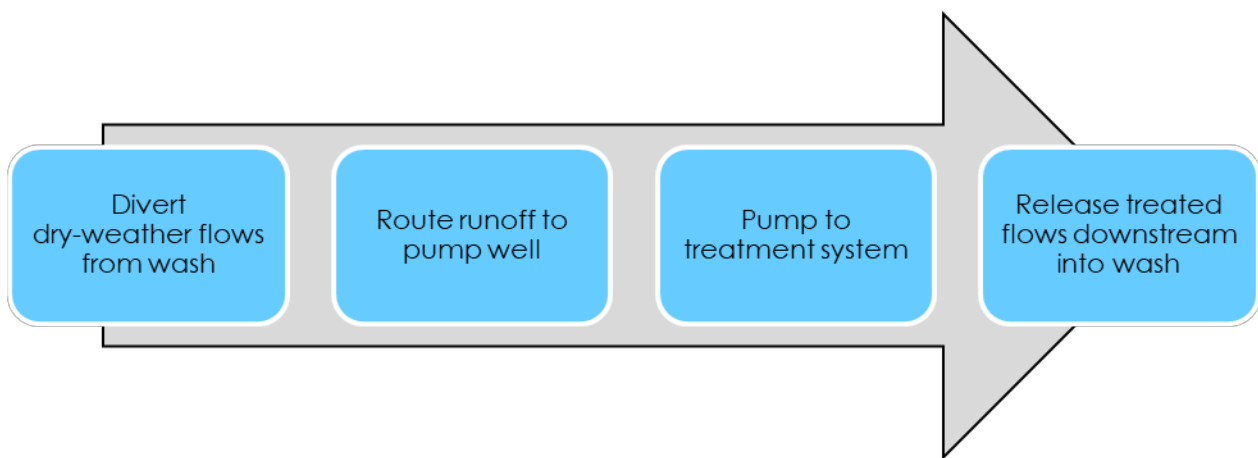 Divert
dry-weather flows
from wash
Route runoff to
pump well
Pump to
treatment system
Release treated
flows downstream
into wash